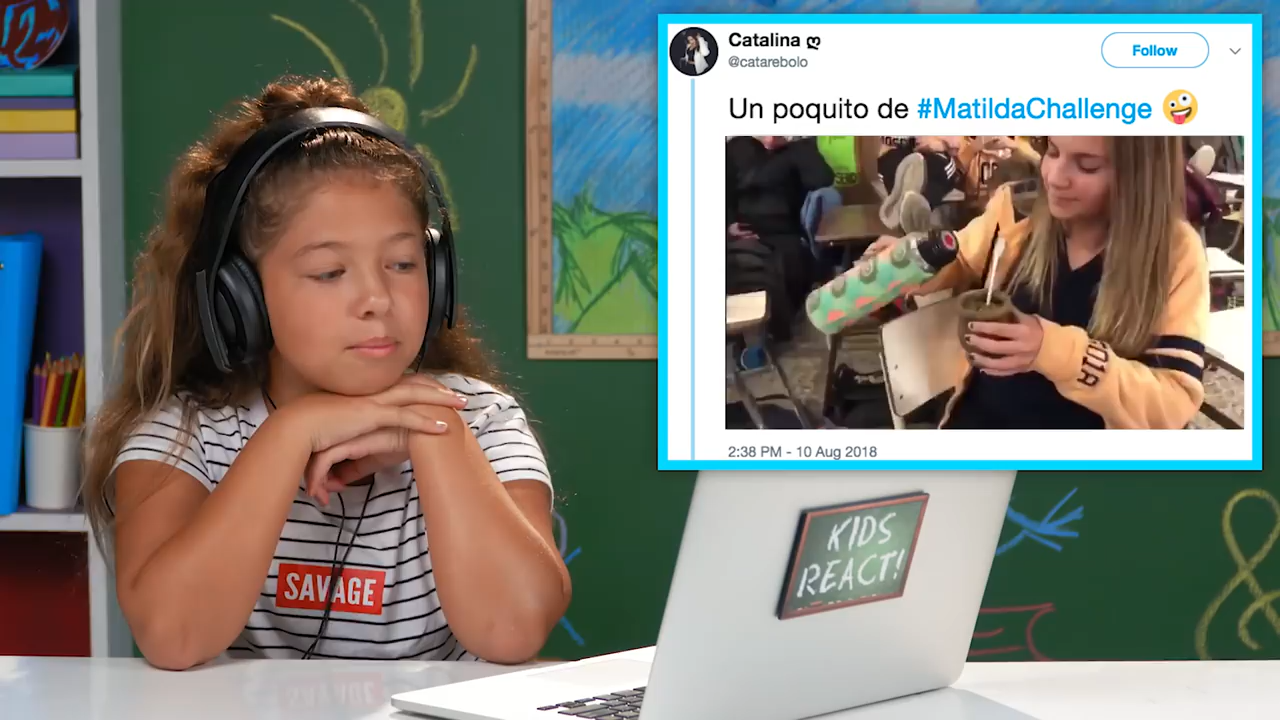 Catalina ღ
@catarebolo
Follow
Un poquito de #MatildaChallenge 🤪
2:38 PM - 10 Aug 2018
SAVAGE
KIDS
REACT!